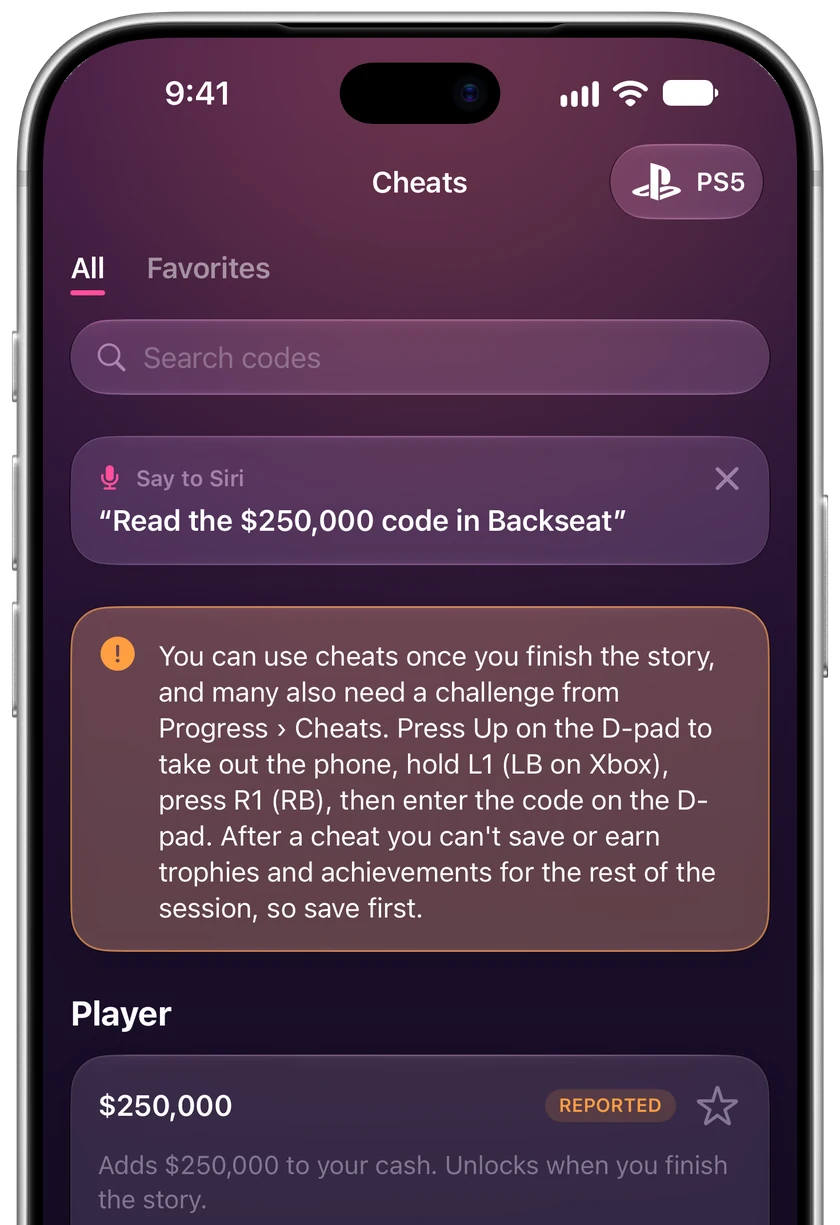 9:41
Cheats
PS5
All
Favorites
Search codes
Say to Siri
“Read the $250,000 code in Backseat”
You can use cheats once you finish the story,
and many also need a challenge from
Progress › Cheats. Press Up on the D-pad to
take out the phone, hold L1 (LB on Xbox),
press R1 (RB), then enter the code on the D-
pad. After a cheat you can't save or earn
trophies and achievements for the rest of the
session, so save first.
Player
$250,000
REPORTED
Adds $250,000 to your cash. Unlocks when you finish
the story.